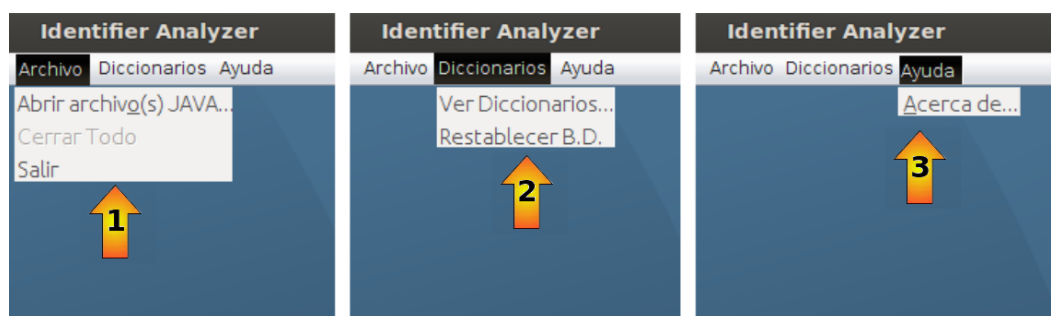 Identifier Analyzer
Archivo Diccionarios Ayuda
Abrir archivo(s) JAVA...
Cerrar Todo
Salir
1
Identifier Analyzer
Archivo Diccionarios Ayuda
Ver Diccionarios...
Restablecer B.D.
2
Identifier Analyzer
Archivo Diccionarios Ayuda
Acerca de...
3